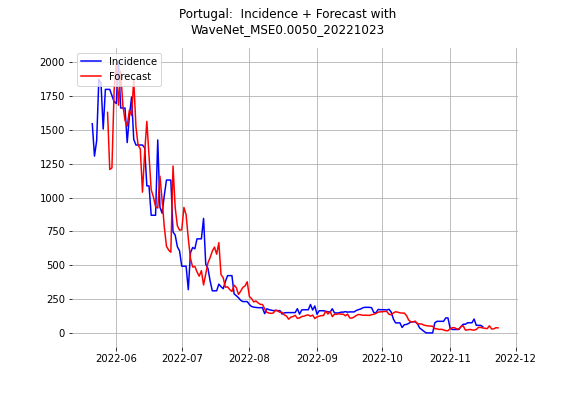 Portugal:  Incidence + Forecast with
WaveNet_MSE0.0050_20221023
Incidence
Forecast
2000
1750
1500
1250
1000
750
500
250
0
2022-06 2022-07 2022-08 2022-09 2022-10 2022-11 2022-12